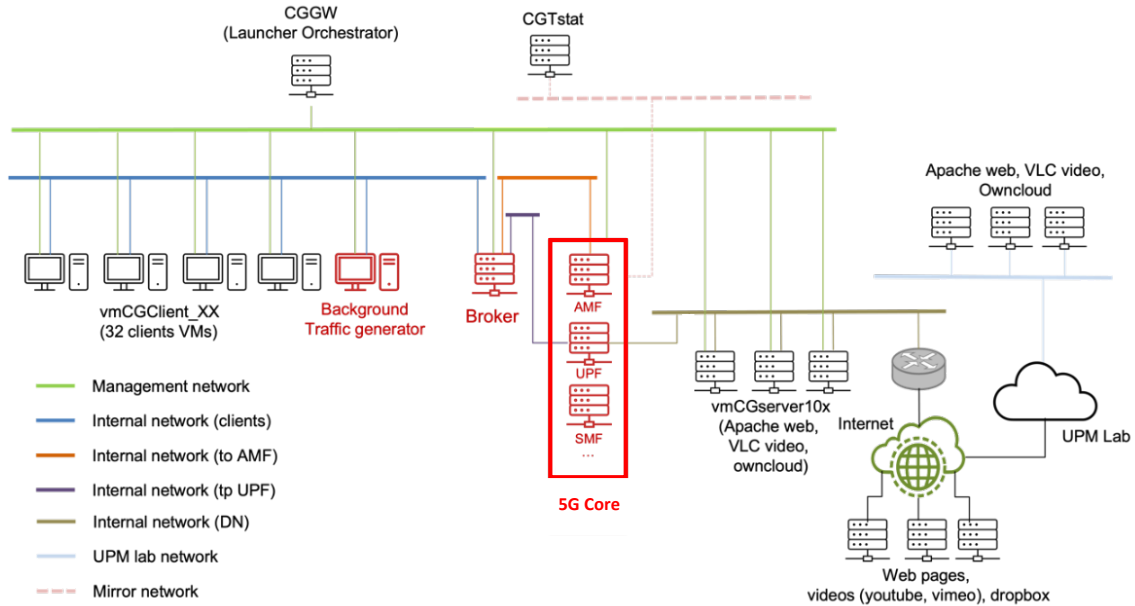 CGGW
(Launcher Orchestrator)
CGTstat
Apache web, VLC video,
Owncloud
vmCGClient_XX
(32 clients VMs)
Background
Traffic generator
Broker
AMF
UPF
SMF
...
5G Core
vmCGserver10x
(Apache web,
VLC video,
owncloud)
Internet
UPM Lab
Web pages,
videos (youtube, vimeo), dropbox
Management network
Internal network (clients)
Internal network (to AMF)
Internal network (tp UPF)
Internal network (DN)
UPM lab network
Mirror network